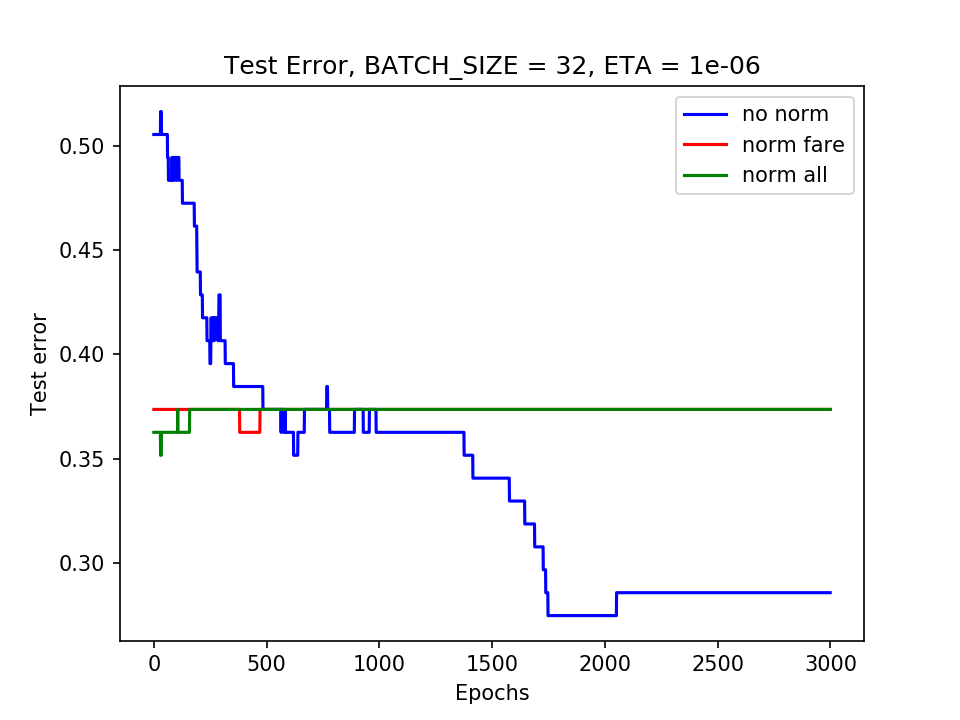 Test Error, BATCH_SIZE = 32, ETA = 1e-06
no norm
norm fare
norm all
Test error
0.50
0.45
0.40
0.35
0.30
0 500 1000 1500 2000 2500 3000
Epochs